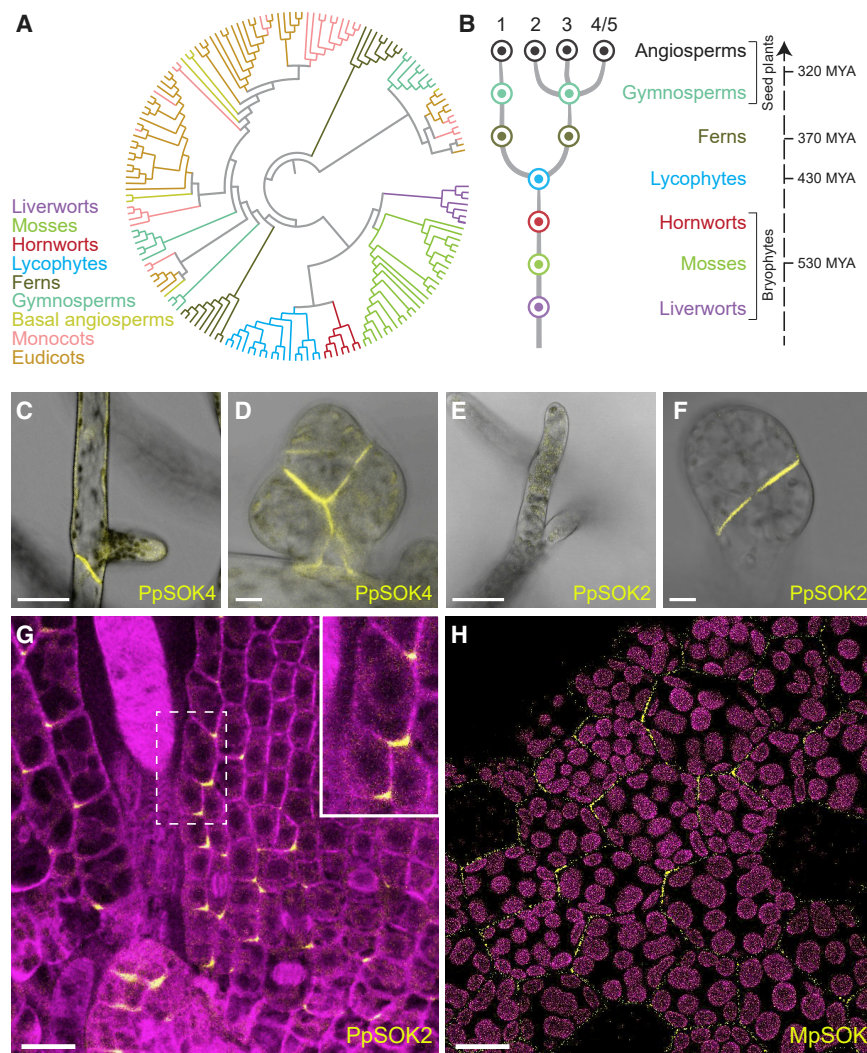 A
Liverworts
Mosses
Hornworts
Lycophytes
Ferns
Gymnosperms
Basal angiosperms
Monocots
Eudicots
B
1 2 3 4/5
Angiosperms
Gymnosperms
Seed plants
Ferns
Lycophytes
Hornworts
Mosses
Liverworts
Bryophytes
320 MYA
370 MYA
430 MYA
530 MYA
C
PpSOK4
D
PpSOK4
E
PpSOK2
F
PpSOK2
G
PpSOK2
H
MpSOK